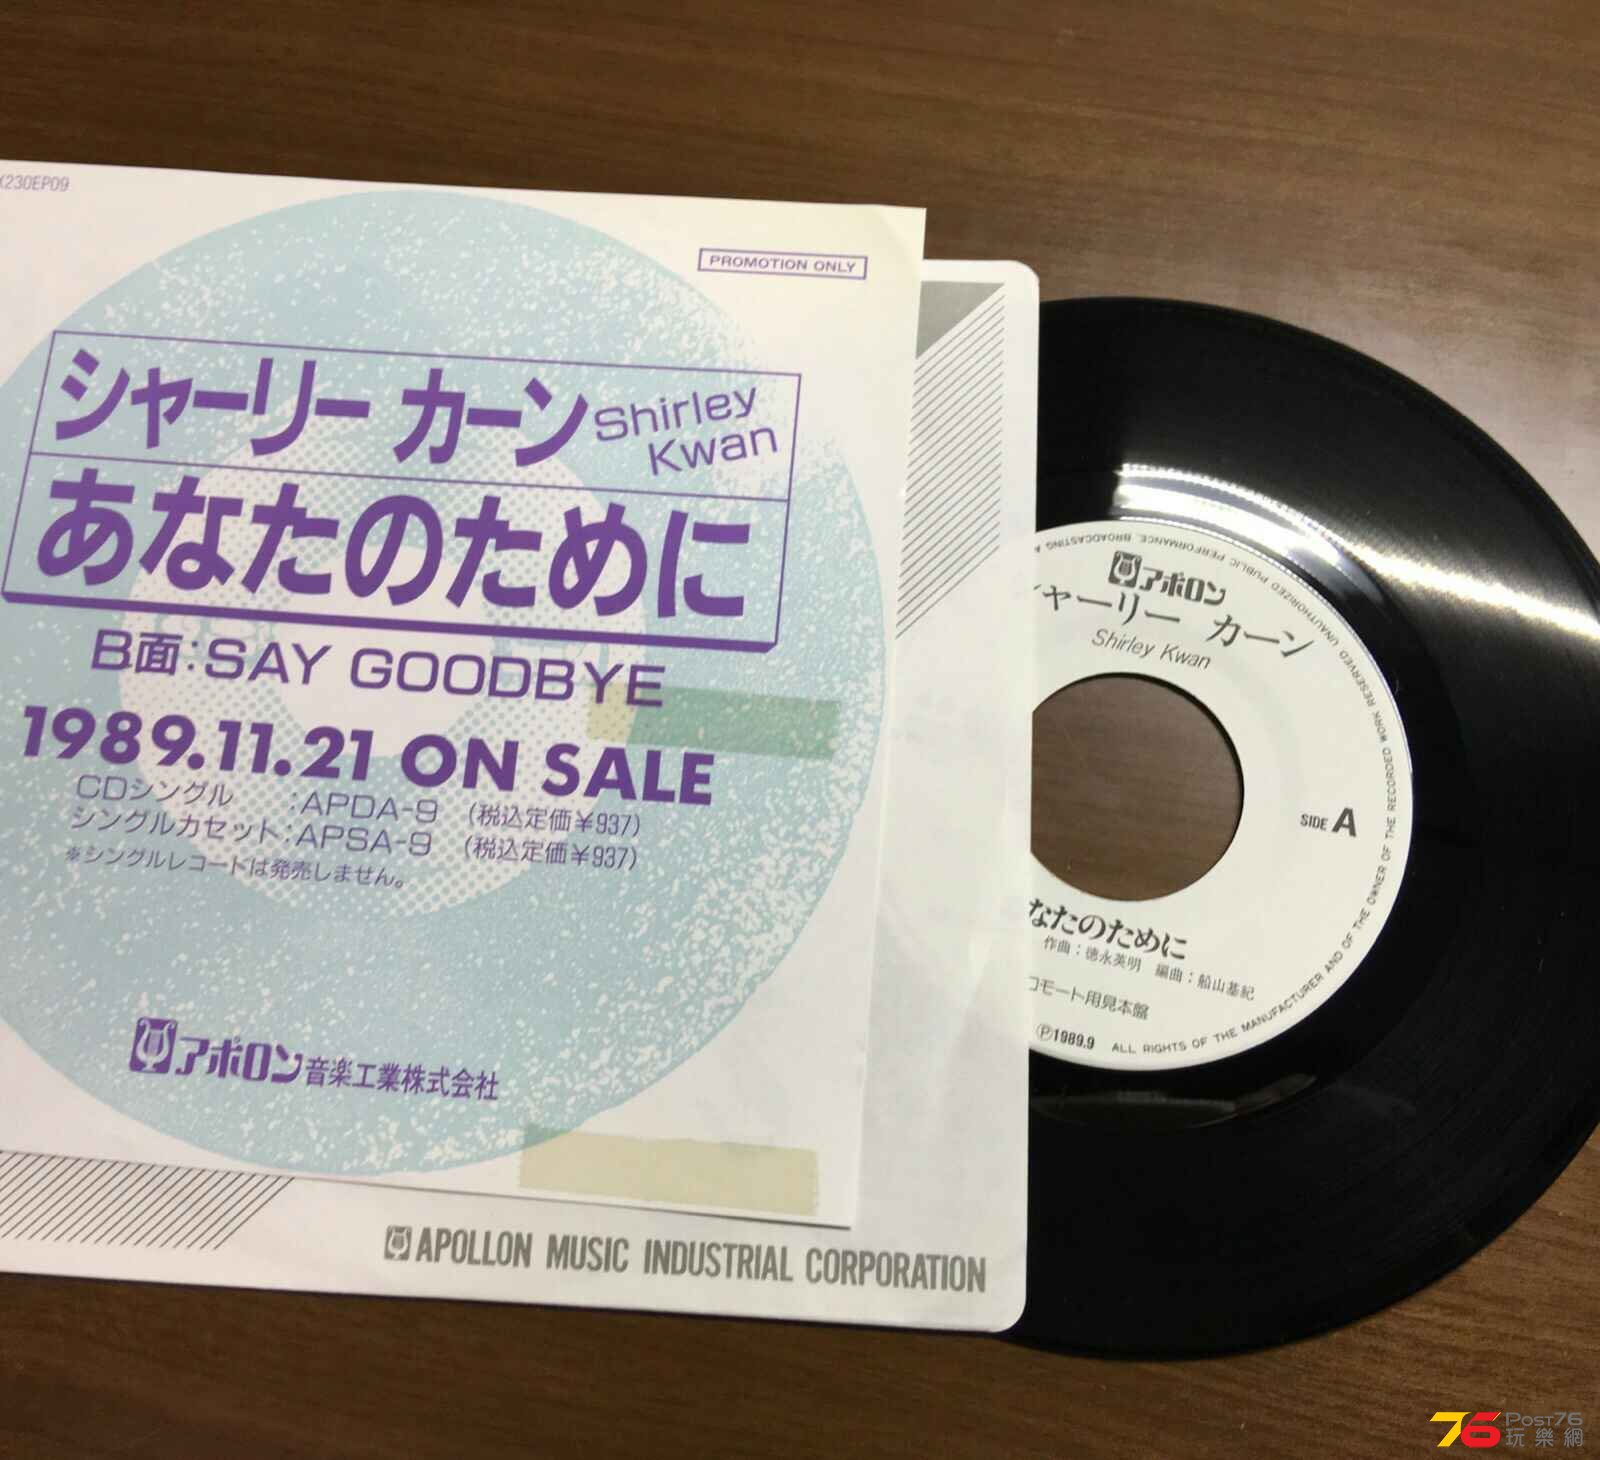 K230EP09
PROMOTION ONLY
シャーリー カーン Shirley Kwan
あなたのために
B面:SAY GOODBYE
1989.11.21 ON SALE
CDシングル :APDA-9 (税込定価¥937)
シングルカセット:APSA-9 (税込定価¥937)
※シングルレコードは発売しません。
アポロン音楽工業株式会社
APOLLON MUSIC INDUSTRIAL CORPORATION
アポロン
シャーリー カーン
Shirley Kwan
SIDE A
なたのために
作曲:徳永英明 編曲:船山基紀
ロモート用見本盤
Ⓟ1989.9
ALL RIGHTS OF THE MANUFACTURER AND OF THE OWNER OF THE RECORDED WORK RESERVED. UNAUTHORIZED PUBLIC PERFORMANCE, BROADCASTING A
76 Post76
玩樂網